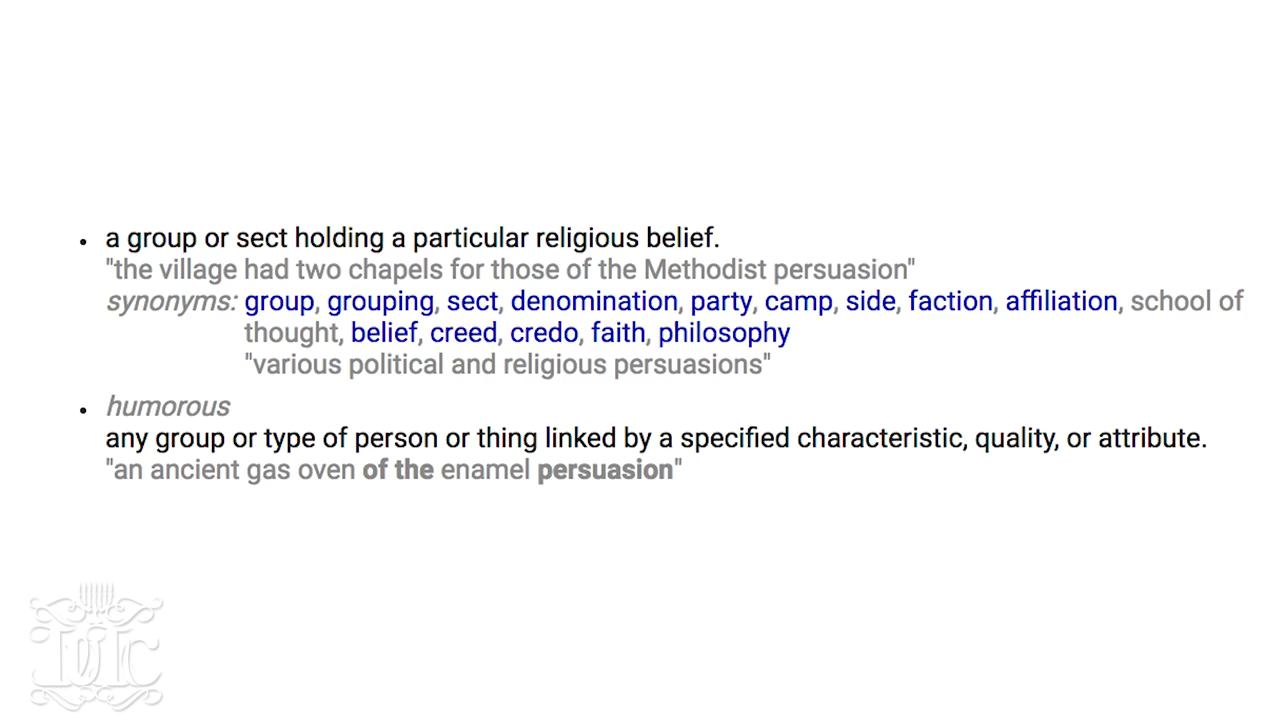 • a group or sect holding a particular religious belief.
"the village had two chapels for those of the Methodist persuasion"
synonyms: group, grouping, sect, denomination, party, camp, side, faction, affiliation, school of
thought, belief, creed, credo, faith, philosophy
"various political and religious persuasions"
• humorous
any group or type of person or thing linked by a specified characteristic, quality, or attribute.
"an ancient gas oven of the enamel persuasion"